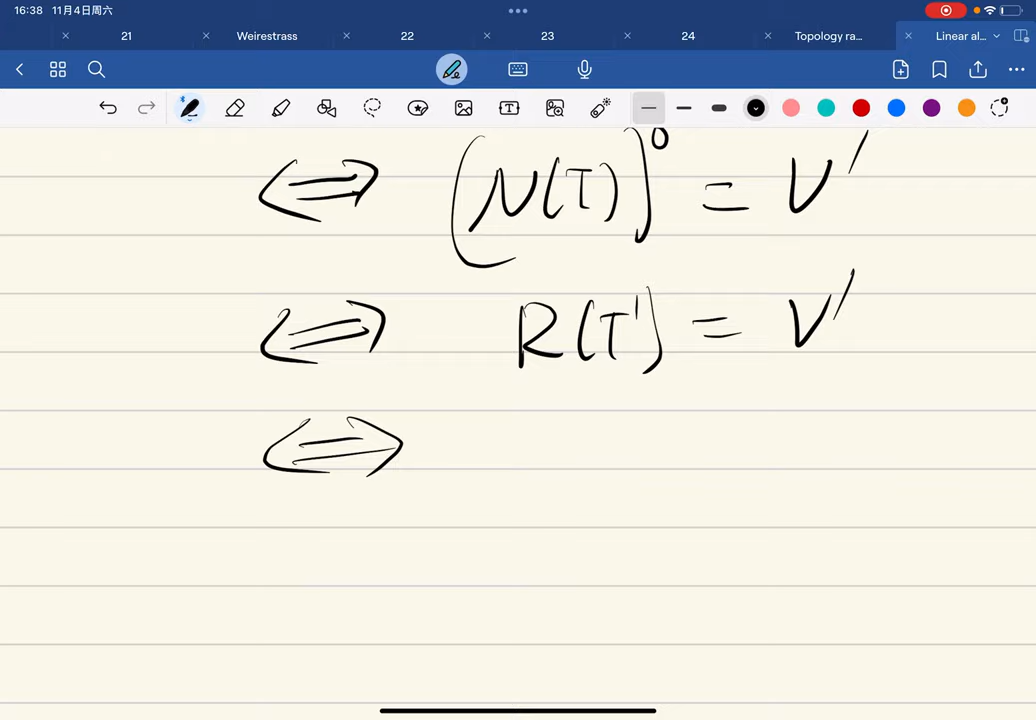 16:38 11月4日周六
21 Weirestrass 22 23 24 Topology ra... Linear al...
⟺ (N(T))⁰ = V'
⟺ R(T') = V'
⟺